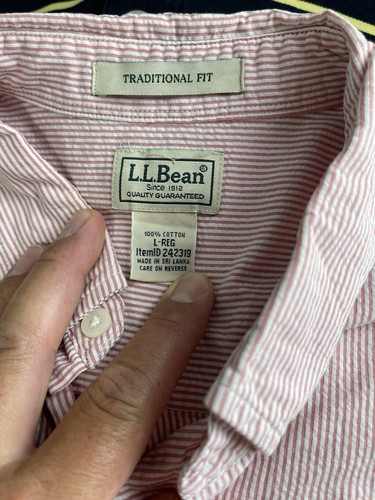 TRADITIONAL FIT
L.L.Bean®
Since 1912
QUALITY GUARANTEED
100% COTTON
L-REG
ItemID 242319
MADE IN SRI LANKA
CARE ON REVERSE